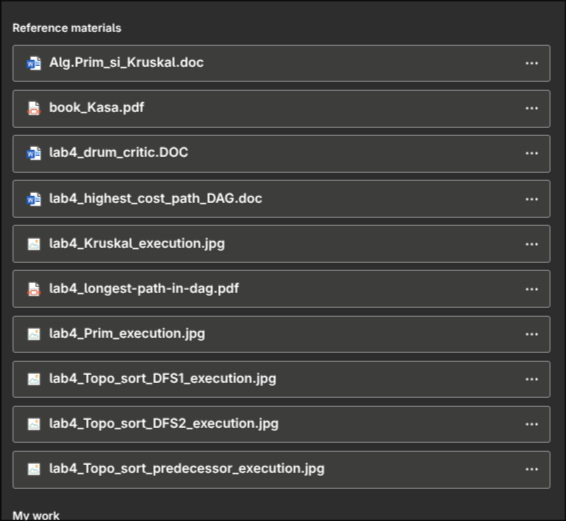 Reference materials
Alg.Prim_si_Kruskal.doc
book_Kasa.pdf
lab4_drum_critic.DOC
lab4_highest_cost_path_DAG.doc
lab4_Kruskal_execution.jpg
lab4_longest-path-in-dag.pdf
lab4_Prim_execution.jpg
lab4_Topo_sort_DFS1_execution.jpg
lab4_Topo_sort_DFS2_execution.jpg
lab4_Topo_sort_predecessor_execution.jpg
My work